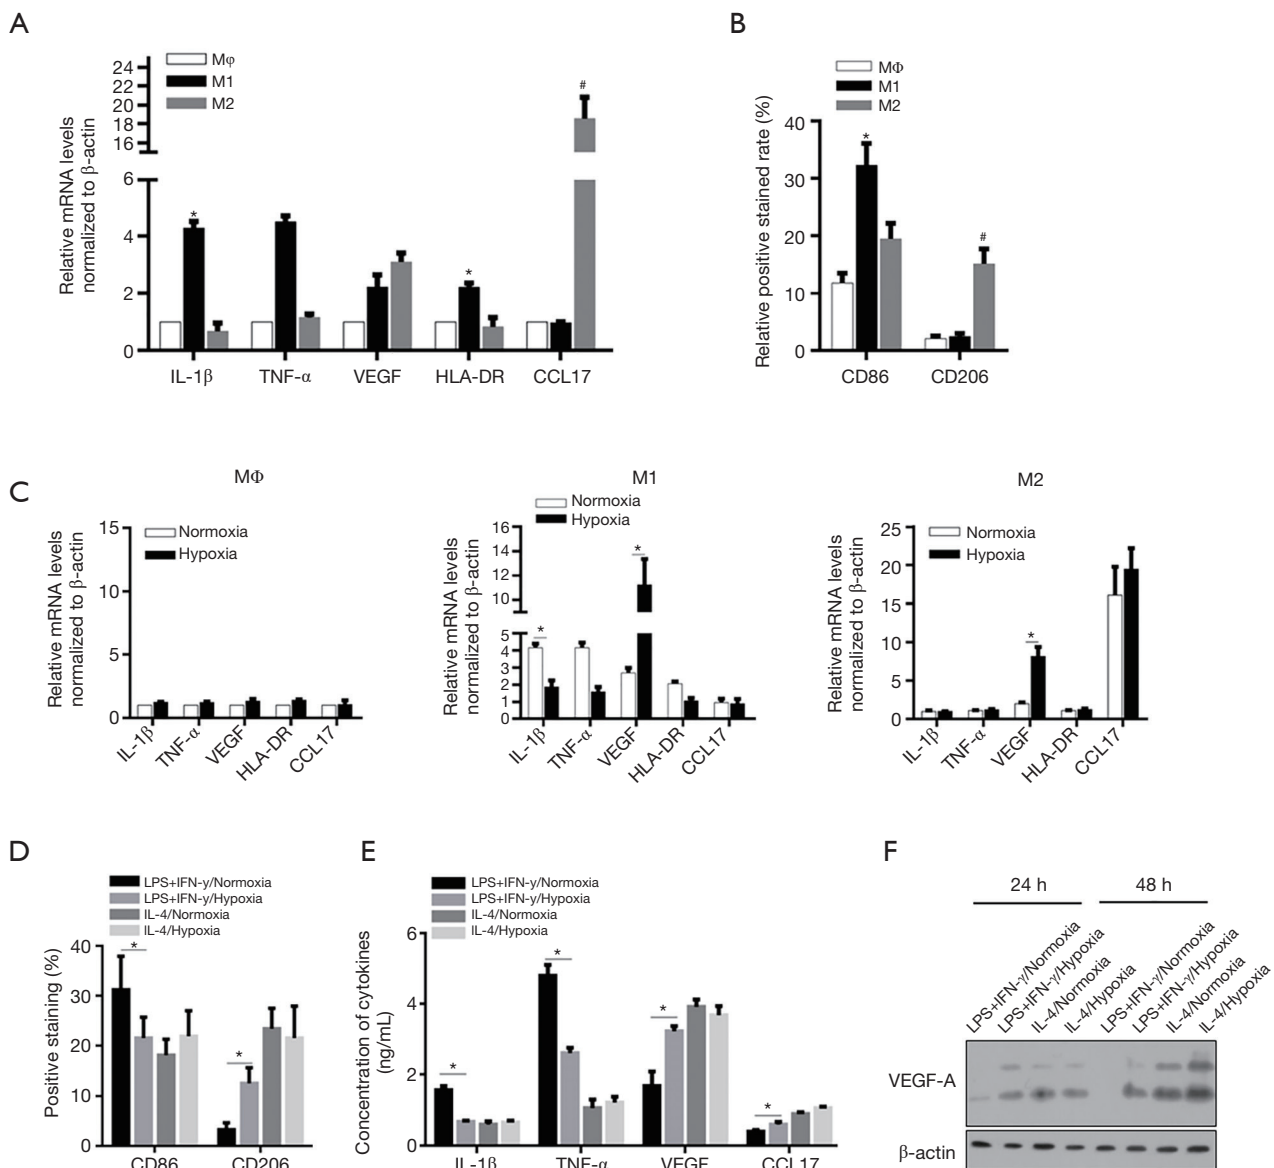 A
Mφ
M1
M2
Relative mRNA levels
normalized to β-actin
24
22
20
18
16
6
4
2
0
*
*
#
IL-1β TNF-α VEGF HLA-DR CCL17
B
MΦ
M1
M2
Relative positive stained rate (%)
40
30
20
10
0
*
#
CD86 CD206
C
MΦ
Normoxia
Hypoxia
Relative mRNA levels
normalized to β-actin
15
10
5
0
IL-1β TNF-α VEGF HLA-DR CCL17
M1
Normoxia
Hypoxia
Relative mRNA levels
normalized to β-actin
16
14
12
10
5
4
3
2
1
0
*
*
IL-1β TNF-α VEGF HLA-DR CCL17
M2
Normoxia
Hypoxia
Relative mRNA levels
normalized to β-actin
25
20
15
10
5
0
*
IL-1β TNF-α VEGF HLA-DR CCL17
D
LPS+IFN-y/Normoxia
LPS+IFN-y/Hypoxia
IL-4/Normoxia
IL-4/Hypoxia
Positive staining (%)
40
30
20
10
0
*
*
CD86 CD206
E
LPS+IFN-y/Normoxia
LPS+IFN-y/Hypoxia
IL-4/Normoxia
IL-4/Hypoxia
Concentration of cytokines
(ng/mL)
6
4
2
0
*
*
*
*
IL-1β TNF-α VEGF CCL17
F
24 h 48 h
LPS+IFN-γ/Normoxia
LPS+IFN-γ/Hypoxia
IL-4/Normoxia
IL-4/Hypoxia
LPS+IFN-γ/Normoxia
LPS+IFN-γ/Hypoxia
IL-4/Normoxia
IL-4/Hypoxia
VEGF-A
β-actin